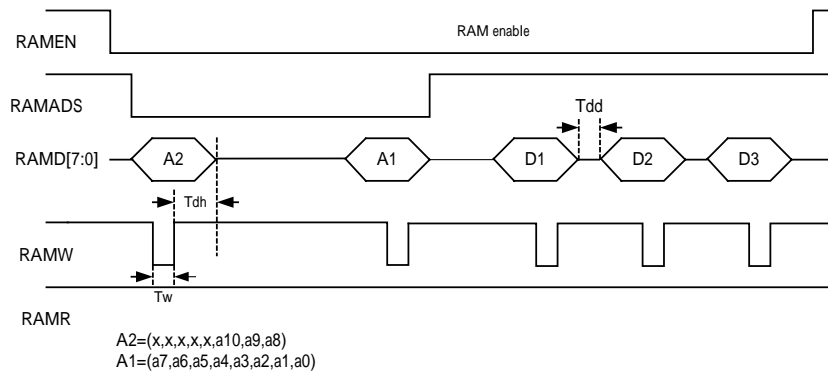 RAMEN
RAM enable
RAMADS
Tdd
RAMD[7:0]
A2 A1 D1 D2 D3
Tdh
RAMW
Tw
RAMR
A2=(x,x,x,x,x,a10,a9,a8)
A1=(a7,a6,a5,a4,a3,a2,a1,a0)